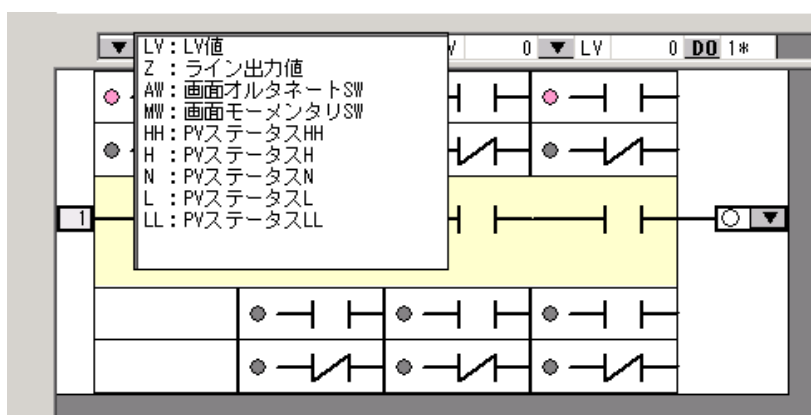 LV:LV値
Z :ライン出力値
AW:画面オルタネートSW
MW:画面モーメンタリSW
HH:PVステータスHH
H :PVステータスH
N :PVステータスN
L :PVステータスL
LL:PVステータスLL
0 ▼ LV 0 DO 1*
1